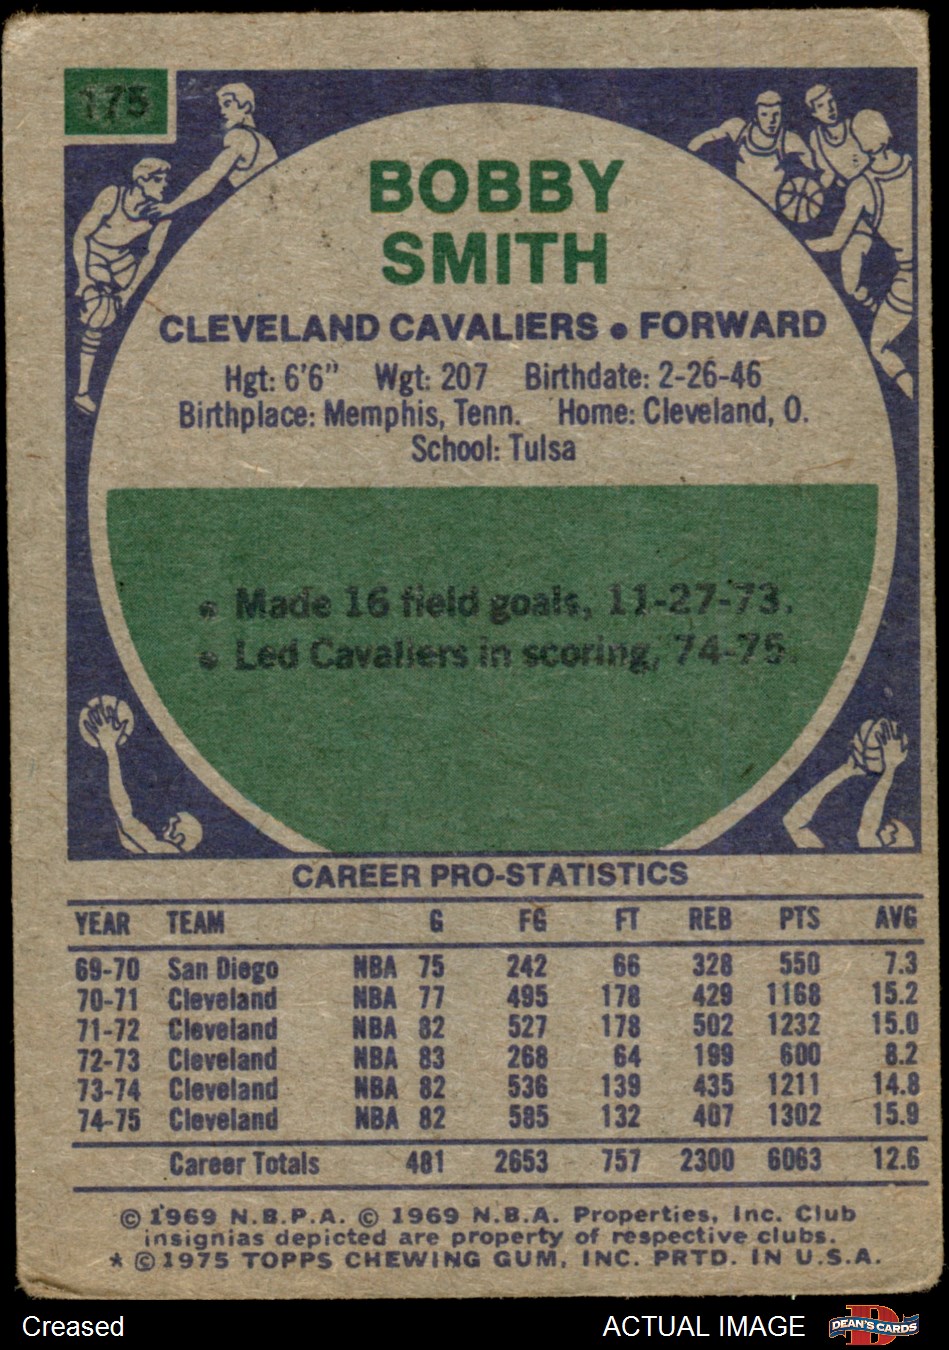 175
BOBBY
SMITH
CLEVELAND CAVALIERS • FORWARD
Hgt: 6'6" Wgt: 207 Birthdate: 2-26-46
Birthplace: Memphis, Tenn. Home: Cleveland, O.
School: Tulsa
• Made 16 field goals, 11-27-73.
• Led Cavaliers in scoring, 74-75.
CAREER PRO-STATISTICS
YEAR TEAM G FG FT REB PTS AVG
69-70 San Diego NBA 75 242 66 328 550 7.3
70-71 Cleveland NBA 77 495 178 429 1168 15.2
71-72 Cleveland NBA 82 527 178 502 1232 15.0
72-73 Cleveland NBA 83 268 64 199 600 8.2
73-74 Cleveland NBA 82 536 139 435 1211 14.8
74-75 Cleveland NBA 82 585 132 407 1302 15.9
Career Totals 481 2653 757 2300 6063 12.6
© 1969 N.B.P.A. © 1969 N.B.A. Properties, Inc. Club
insignias depicted are property of respective clubs.
* © 1975 TOPPS CHEWING GUM, INC. PRTD. IN U.S.A.
Creased
ACTUAL IMAGE
DEAN'S CARDS